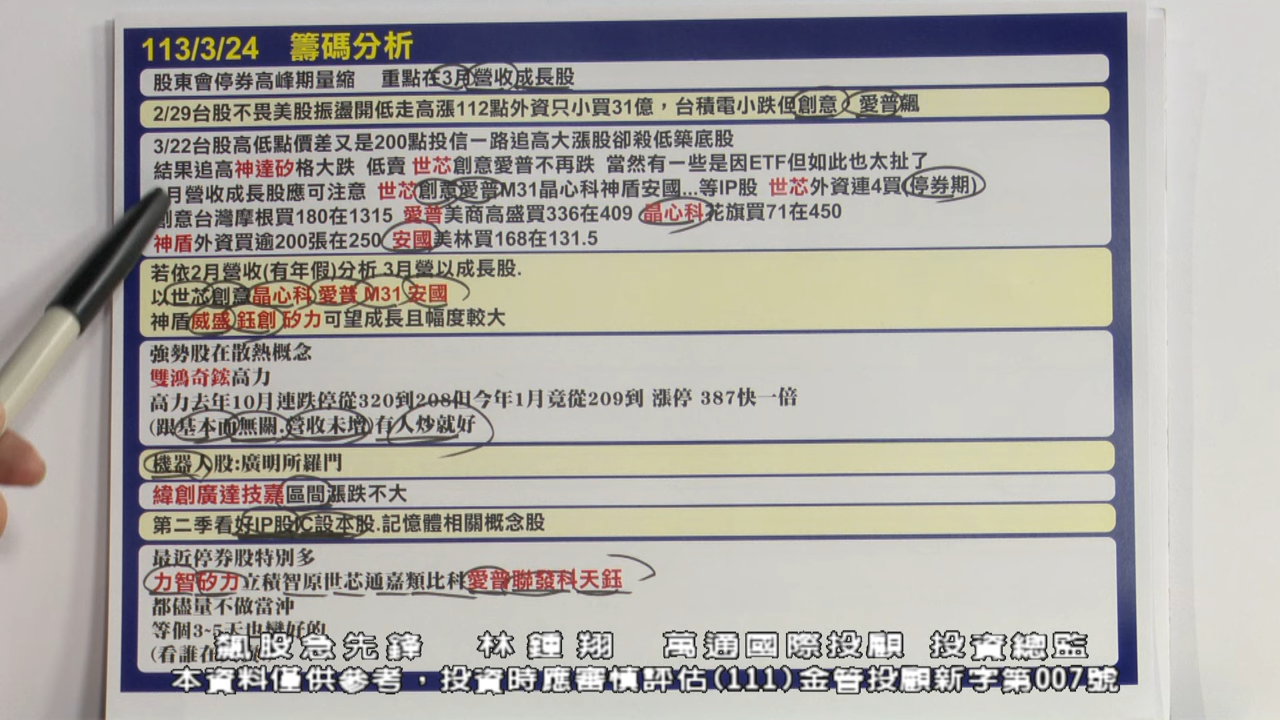 113/3/24 籌碼分析
股東會停券高峰期量縮 重點在3月營收成長股
2/29台股不畏美股振盪開低走高漲112點外資只小買31億，台積電小跌但創意 愛普飆
3/22台股高低點價差又是200點投信一路追高大漲股卻殺低築底股
結果追高神達矽格大跌 低賣 世芯創意愛普不再跌 當然有一些是因ETF但如此也太扯了
月營收成長股應可注意 世芯創意愛普M31晶心科神盾安國...等IP股 世芯外資連4買(停券期)
創意台灣摩根買180在1315 愛普美商高盛買336在409 晶心科花旗買71在450
神盾外資買逾200張在250 安國美林買168在131.5
若依2月營收(有年假)分析 3月營以成長股.
以世芯創意晶心科 愛普 M31 安國
神盾威盛 鈺創 矽力可望成長且幅度較大
強勢股在散熱概念
雙鴻奇鋐高力
高力去年10月連跌停從320到208但今年1月竟從209到 漲停 387快一倍
(跟基本面無關.營收未增)有人炒就好
機器人股:廣明所羅門
緯創廣達技嘉區間漲跌不大
第二季看好IP股IC設本股.記憶體相關概念股
最近停券股特別多
力智矽力立積智原世芯通嘉類比科愛普聯發科天鈺
都儘量不做當沖
等個3~5天也蠻好的
(看誰在
飆股急先鋒 林鍾翔 萬通國際投顧 投資總監
本資料僅供參考，投資時應審慎評估(111)金管投顧新字第007號